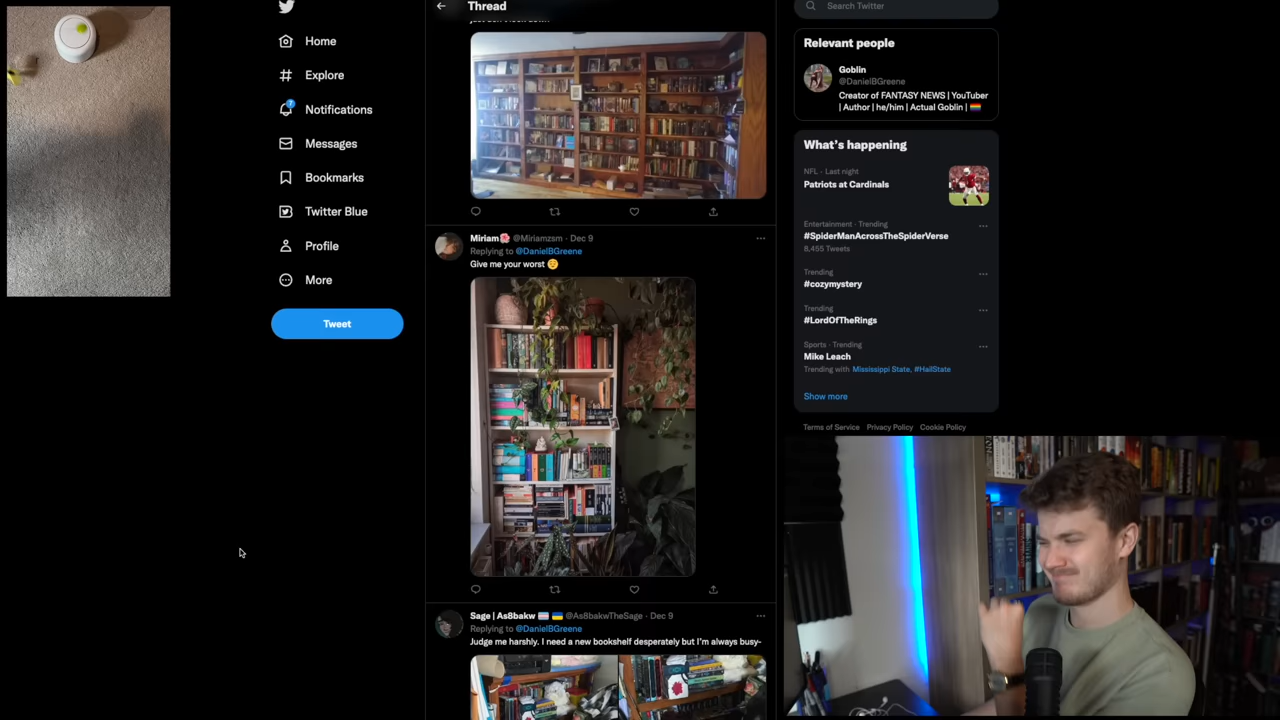 Home
Explore
7
Notifications
Messages
Bookmarks
Twitter Blue
Profile
More
Tweet
Thread
Miriam🌺 @Miriamzsm · Dec 9
Replying to @DanielBGreene
Give me your worst 😢
Sage | As8bakw 🏳️‍⚧️ 🇺🇦 @As8bakwTheSage · Dec 9
Replying to @DanielBGreene
Judge me harshly. I need a new bookshelf desperately but I'm always busy-
Search Twitter
Relevant people
Goblin
@DanielBGreene
Creator of FANTASY NEWS | YouTuber
| Author | he/him | Actual Goblin | 🏳️‍🌈
What's happening
NFL · Last night
Patriots at Cardinals
Entertainment · Trending
#SpiderManAcrossTheSpiderVerse
8,455 Tweets
Trending
#cozymystery
Trending
#LordOfTheRings
Sports · Trending
Mike Leach
Trending with Mississippi State, #HailState
Show more
Terms of Service Privacy Policy Cookie Policy